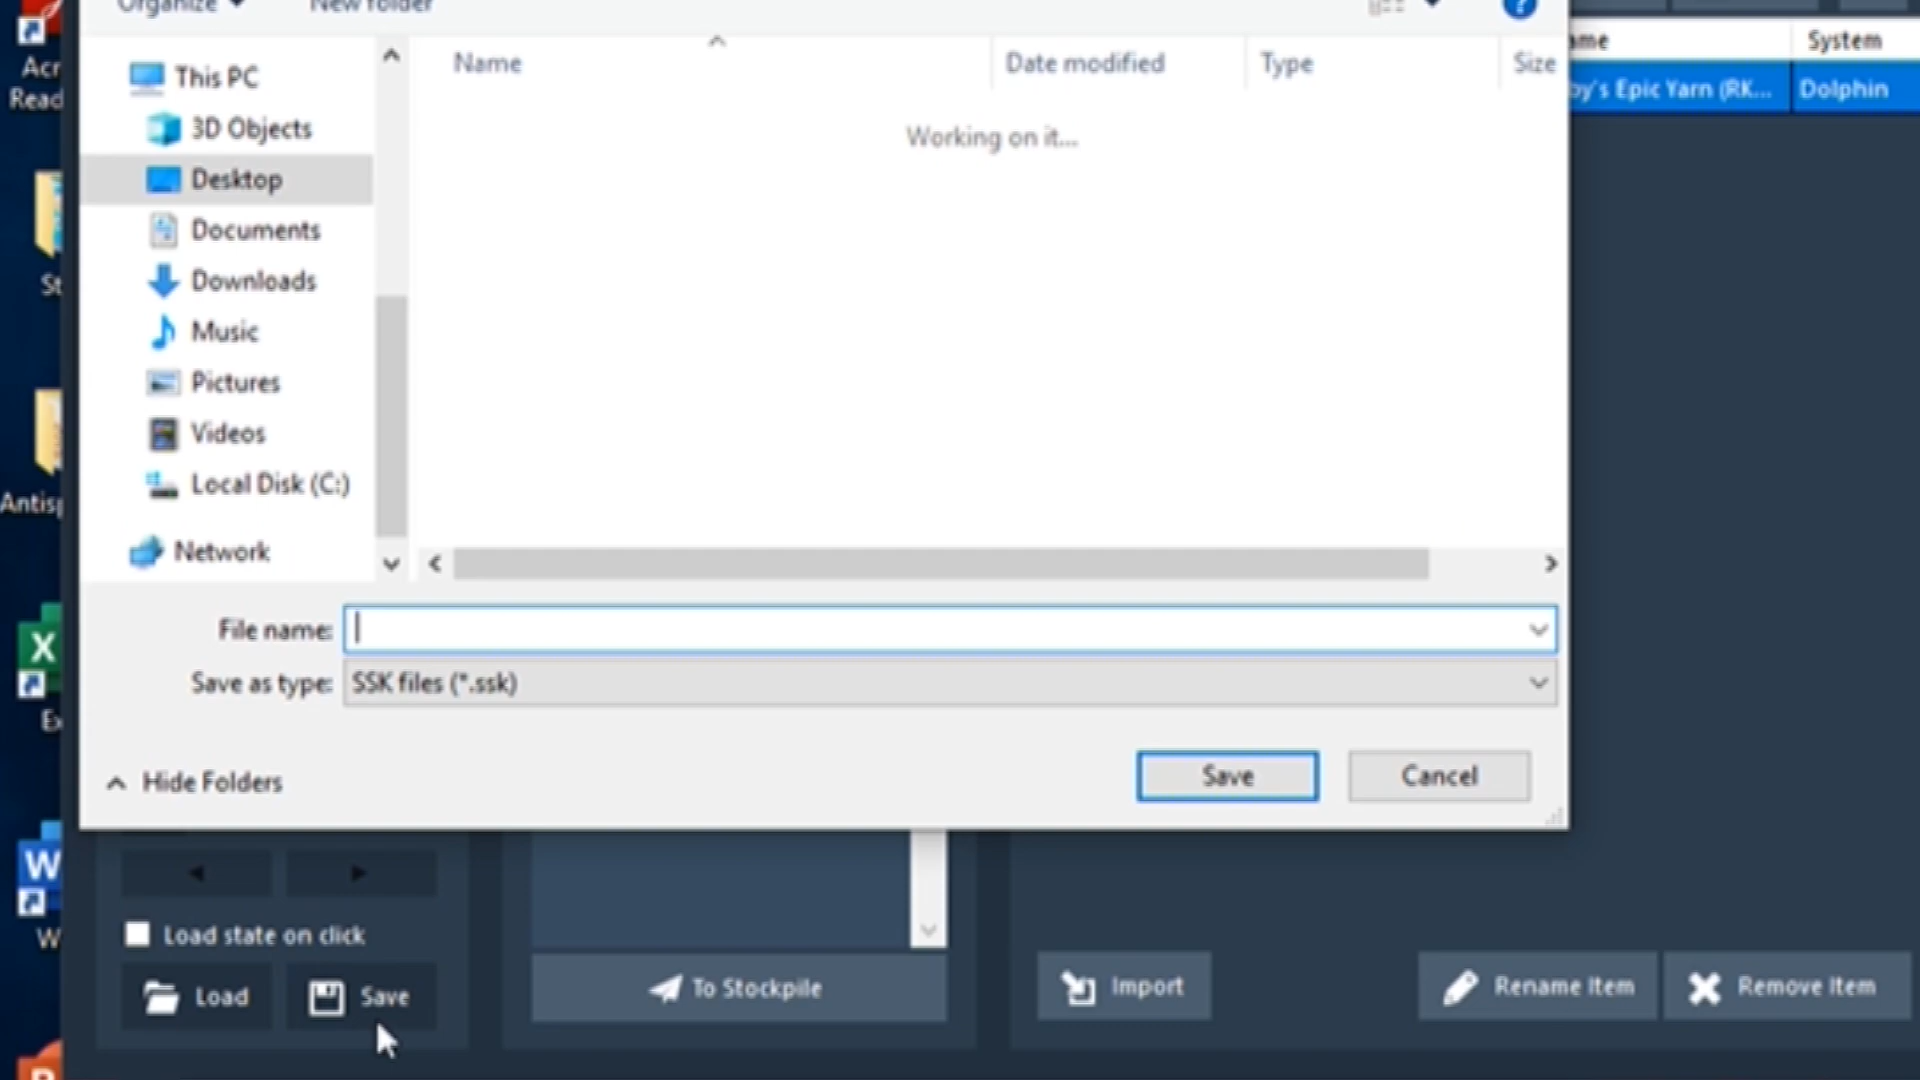 Organize
New folder
?
Acr
Read
St
Antis
Ex
W
This PC
3D Objects
Desktop
Documents
Downloads
Music
Pictures
Videos
Local Disk (C:)
Network
Name
Date modified
Type
Size
Working on it...
ame
System
by's Epic Yarn (RK...
Dolphin
File name:
Save as type:
SSK files (*.ssk)
Hide Folders
Save
Cancel
Load state on click
Load
Save
To Stockpile
Import
Rename Item
Remove Item
X
W